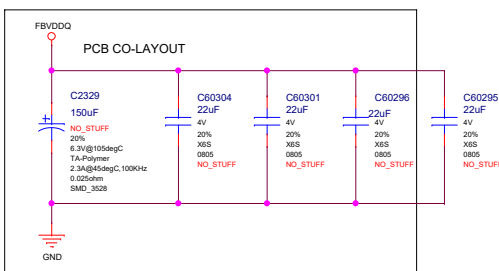 FBVDDQ
PCB CO-LAYOUT
C2329
150uF
NO_STUFF
20%
6.3V@105degC
TA-Polymer
2.3A@45degC,100KHz
0.025ohm
SMD_3528
C60304
22uF
4V
20%
X6S
0805
NO_STUFF
C60301
22uF
4V
20%
X6S
0805
NO_STUFF
C60296
22uF
4V
20%
X6S
0805
NO_STUFF
C60295
22uF
4V
20%
X6S
0805
NO_STUFF
GND